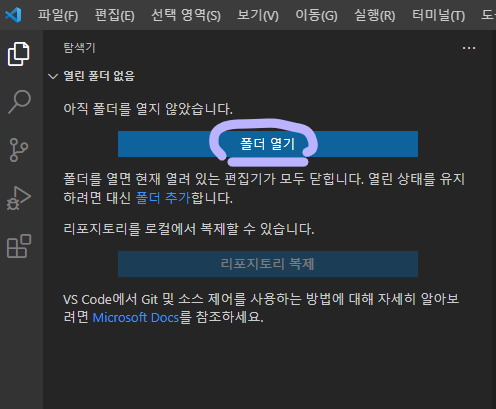 파일(F) 편집(E) 선택 영역(S) 보기(V) 이동(G) 실행(R) 터미널(T)
탐색기
열린 폴더 없음
아직 폴더를 열지 않았습니다.
폴더 열기
폴더를 열면 현재 열려 있는 편집기가 모두 닫힙니다. 열린 상태를 유지
하려면 대신 폴더 추가합니다.
리포지토리를 로컬에서 복제할 수 있습니다.
리포지토리 복제
VS Code에서 Git 및 소스 제어를 사용하는 방법에 대해 자세히 알아보
려면 Microsoft Docs를 참조하세요.